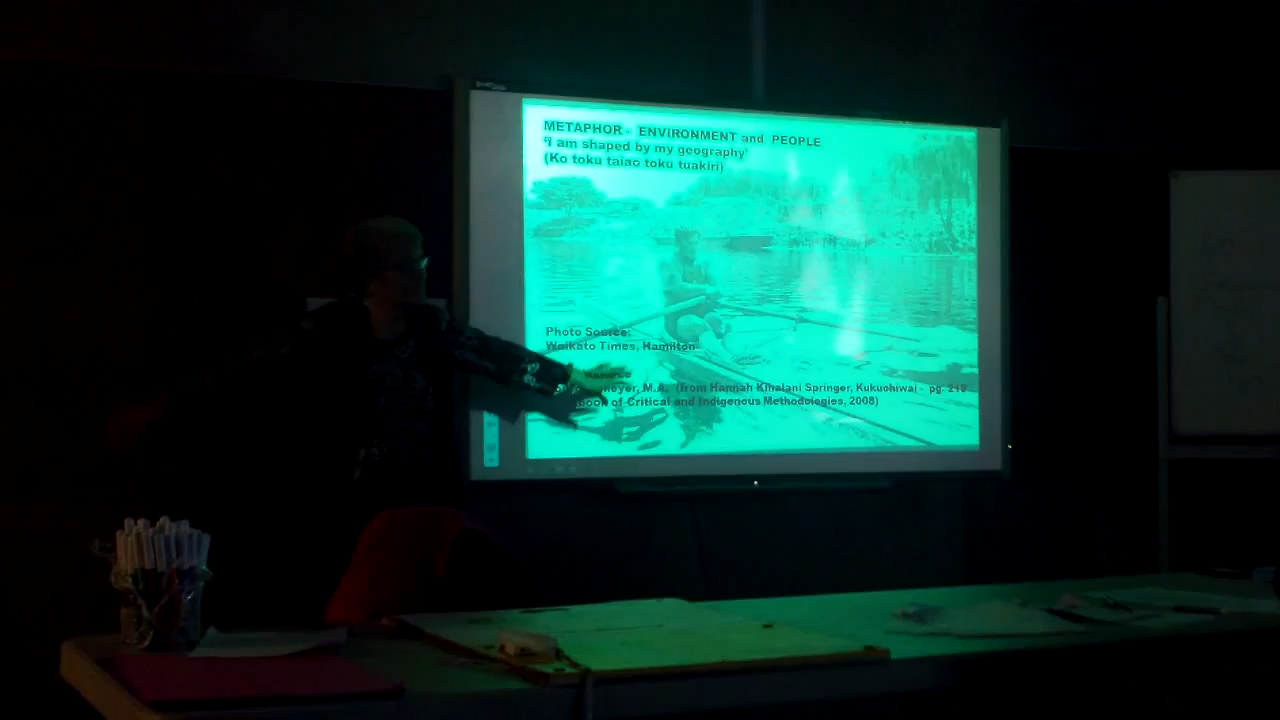 METAPHOR - ENVIRONMENT and PEOPLE
'I am shaped by my geography'
(Ko toku taiao toku tuakiri)
Photo Source:
Waikato Times, Hamilton
M.A. (from Hannah Kihalani Springer, Kukuohiwai - pg. 219
of Critical and Indigenous Methodologies, 2008)